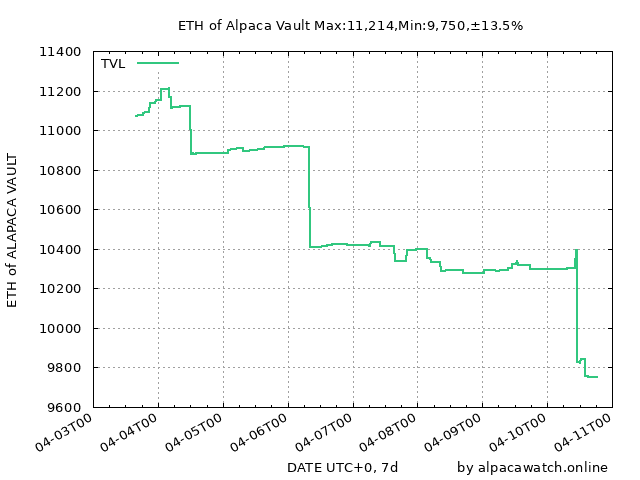 ETH of Alpaca Vault Max:11,214,Min:9,750,±13.5%
TVL
ETH of ALAPACA VAULT
11400
11200
11000
10800
10600
10400
10200
10000
9800
9600
04-03T00
04-04T00
04-05T00
04-06T00
04-07T00
04-08T00
04-09T00
04-10T00
04-11T00
DATE UTC+0, 7d
by alpacawatch.online